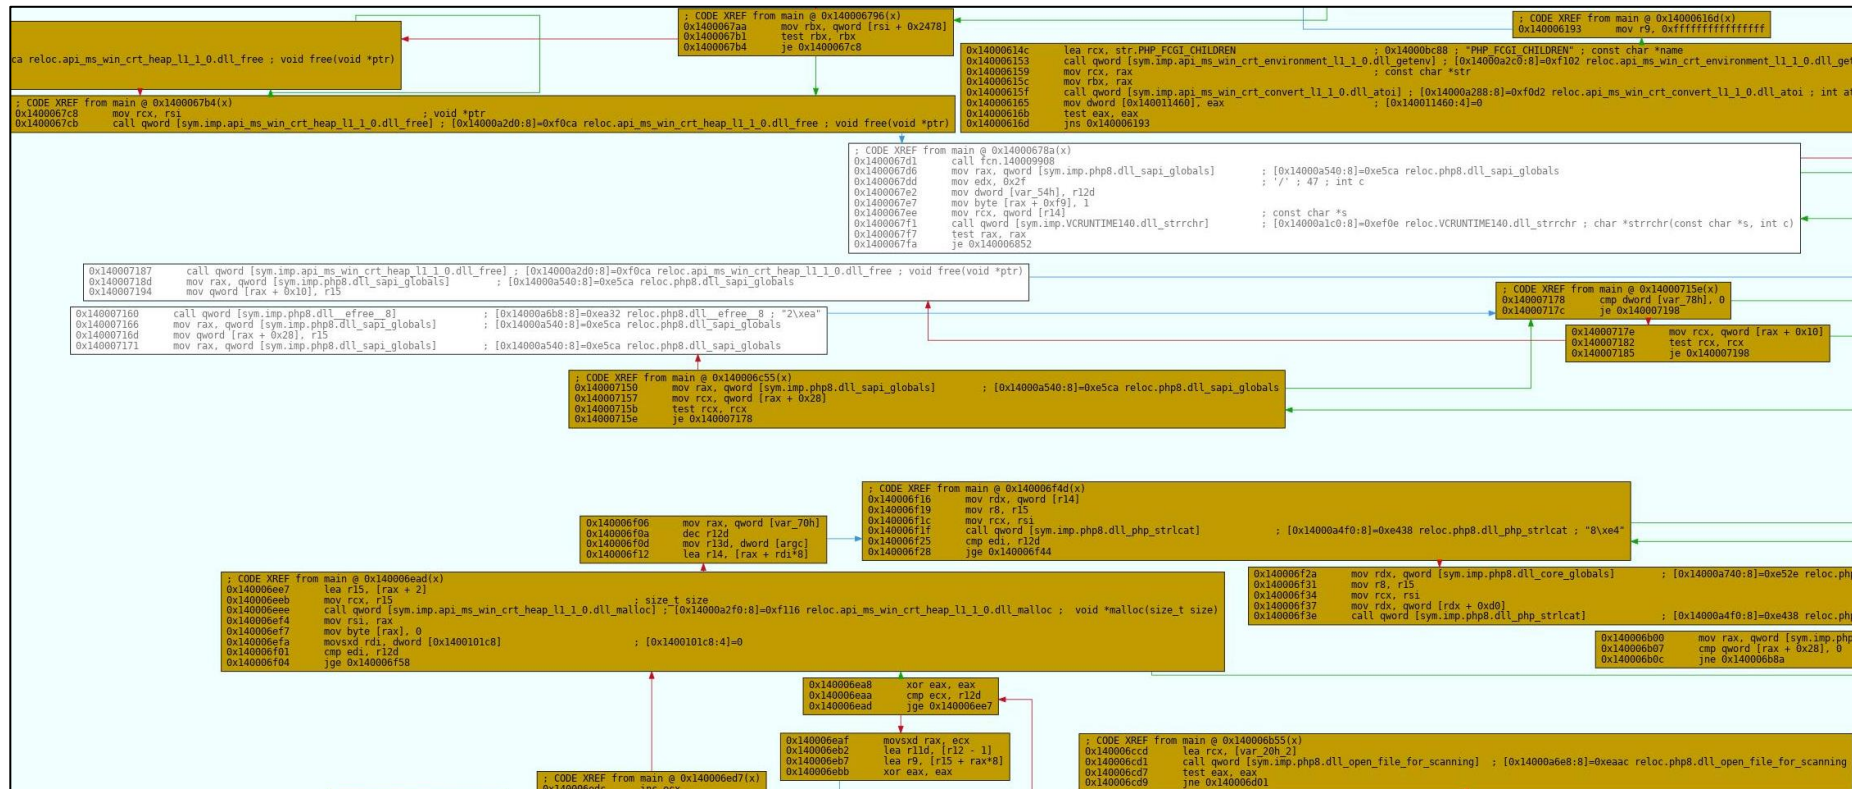 ca reloc.api_ms_win_crt_heap_l1_1_0.dll_free ; void free(void *ptr)
; CODE XREF from main @ 0x140006796(x)
0x1400067aa mov rbx, qword [rsi + 0x2478]
0x1400067b1 test rbx, rbx
0x1400067b4 je 0x1400067c8
; CODE XREF from main @ 0x14000616d(x)
0x140006193 mov r9, 0xffffffffffffffff
0x14000614c lea rcx, str.PHP_FCGI_CHILDREN ; 0x14000bc88 ; "PHP_FCGI_CHILDREN" ; const char *name
0x140006153 call qword [sym.imp.api_ms_win_crt_environment_l1_1_0.dll_getenv] ; [0x14000a2c0:8]=0xf102 reloc.api_ms_win_crt_environment_l1_1_0.dll_get
0x140006159 mov rcx, rax ; const char *str
0x14000615c mov rbx, rax
0x14000615f call qword [sym.imp.api_ms_win_crt_convert_l1_1_0.dll_atoi] ; [0x14000a288:8]=0xf0d2 reloc.api_ms_win_crt_convert_l1_1_0.dll_atoi ; int at
0x140006165 mov dword [0x140011460], eax ; [0x140011460:4]=0
0x14000616b test eax, eax
0x14000616d jns 0x140006193
; CODE XREF from main @ 0x1400067b4(x)
0x1400067c8 mov rcx, rsi ; void *ptr
0x1400067cb call qword [sym.imp.api_ms_win_crt_heap_l1_1_0.dll_free] ; [0x14000a2d0:8]=0xf0ca reloc.api_ms_win_crt_heap_l1_1_0.dll_free ; void free(void *ptr)
; CODE XREF from main @ 0x14000678a(x)
0x1400067d1 call fcn.140009908
0x1400067d6 mov rax, qword [sym.imp.php8.dll_sapi_globals] ; [0x14000a540:8]=0xe5ca reloc.php8.dll_sapi_globals
0x1400067dd mov edx, 0x2f ; '/' ; 47 ; int c
0x1400067e2 mov dword [var_54h], r12d
0x1400067e7 mov byte [rax + 0xf9], 1
0x1400067ee mov rcx, qword [r14] ; const char *s
0x1400067f1 call qword [sym.imp.VCRUNTIME140.dll_strrchr] ; [0x14000a1c0:8]=0xef0e reloc.VCRUNTIME140.dll_strrchr ; char *strrchr(const char *s, int c)
0x1400067f7 test rax, rax
0x1400067fa je 0x140006852
0x140007187 call qword [sym.imp.api_ms_win_crt_heap_l1_1_0.dll_free] ; [0x14000a2d0:8]=0xf0ca reloc.api_ms_win_crt_heap_l1_1_0.dll_free ; void free(void *ptr)
0x14000718d mov rax, qword [sym.imp.php8.dll_sapi_globals] ; [0x14000a540:8]=0xe5ca reloc.php8.dll_sapi_globals
0x140007194 mov qword [rax + 0x10], r15
; CODE XREF from main @ 0x14000715e(x)
0x140007178 cmp dword [var_78h], 0
0x14000717c je 0x140007198
0x140007160 call qword [sym.imp.php8.dll__efree__8] ; [0x14000a6b8:8]=0xea32 reloc.php8.dll__efree__8 ; "2\xea"
0x140007166 mov rax, qword [sym.imp.php8.dll_sapi_globals] ; [0x14000a540:8]=0xe5ca reloc.php8.dll_sapi_globals
0x14000716d mov qword [rax + 0x28], r15
0x140007171 mov rax, qword [sym.imp.php8.dll_sapi_globals] ; [0x14000a540:8]=0xe5ca reloc.php8.dll_sapi_globals
0x14000717e mov rcx, qword [rax + 0x10]
0x140007182 test rcx, rcx
0x140007185 je 0x140007198
; CODE XREF from main @ 0x140006c55(x)
0x140007150 mov rax, qword [sym.imp.php8.dll_sapi_globals] ; [0x14000a540:8]=0xe5ca reloc.php8.dll_sapi_globals
0x140007157 mov rcx, qword [rax + 0x28]
0x14000715b test rcx, rcx
0x14000715e je 0x140007178
; CODE XREF from main @ 0x140006f4d(x)
0x140006f16 mov rdx, qword [r14]
0x140006f19 mov r8, r15
0x140006f1c mov rcx, rsi
0x140006f1f call qword [sym.imp.php8.dll_php_strlcat] ; [0x14000a4f0:8]=0xe438 reloc.php8.dll_php_strlcat ; "8\xe4"
0x140006f25 cmp edi, r12d
0x140006f28 jge 0x140006f44
0x140006f06 mov rax, qword [var_70h]
0x140006f0a dec r12d
0x140006f0d mov r13d, dword [argc]
0x140006f12 lea r14, [rax + rdi*8]
; CODE XREF from main @ 0x140006ead(x)
0x140006ee7 lea r15, [rax + 2]
0x140006eeb mov rcx, r15 ; size_t size
0x140006eee call qword [sym.imp.api_ms_win_crt_heap_l1_1_0.dll_malloc] ; [0x14000a2f0:8]=0xf116 reloc.api_ms_win_crt_heap_l1_1_0.dll_malloc ; void *malloc(size_t size)
0x140006ef4 mov rsi, rax
0x140006ef7 mov byte [rax], 0
0x140006efa movsxd rdi, dword [0x1400101c8] ; [0x1400101c8:4]=0
0x140006f01 cmp edi, r12d
0x140006f04 jge 0x140006f58
0x140006f2a mov rdx, qword [sym.imp.php8.dll_core_globals] ; [0x14000a740:8]=0xe52e reloc.php
0x140006f31 mov r8, r15
0x140006f34 mov rcx, rsi
0x140006f37 mov rdx, qword [rdx + 0xd0]
0x140006f3e call qword [sym.imp.php8.dll_php_strlcat] ; [0x14000a4f0:8]=0xe438 reloc.php
0x140006b00 mov rax, qword [sym.imp.php
0x140006b07 cmp qword [rax + 0x28], 0
0x140006b0c jne 0x140006b8a
0x140006ea8 xor eax, eax
0x140006eaa cmp ecx, r12d
0x140006ead jge 0x140006ee7
0x140006eaf movsxd rax, ecx
0x140006eb2 lea r11d, [r12 - 1]
0x140006eb7 lea r9, [r15 + rax*8]
0x140006ebb xor eax, eax
; CODE XREF from main @ 0x140006b55(x)
0x140006ccd lea rcx, [var_20h_2]
0x140006cd1 call qword [sym.imp.php8.dll_open_file_for_scanning] ; [0x14000a6e8:8]=0xeaac reloc.php8.dll_open_file_for_scanning
0x140006cd7 test eax, eax
0x140006cd9 jne 0x140006d01
; CODE XREF from main @ 0x140006ed7(x)